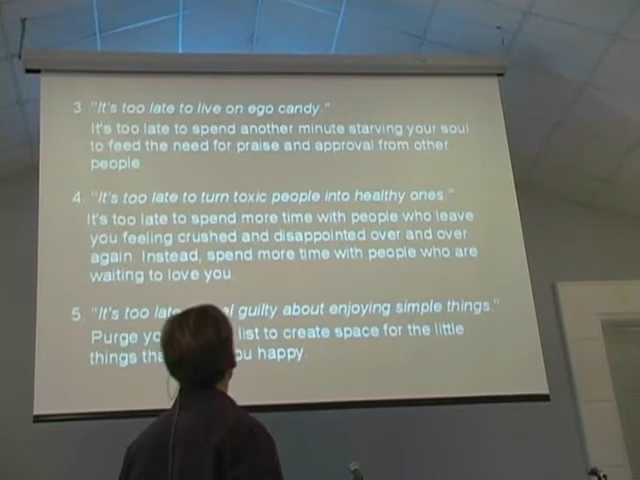 3. "It's too late to live on ego candy."
It's too late to spend another minute starving your soul
to feed the need for praise and approval from other
people.
4. "It's too late to turn toxic people into healthy ones."
It's too late to spend more time with people who leave
you feeling crushed and disappointed over and over
again. Instead, spend more time with people who are
waiting to love you.
5. "It's too late guilty about enjoying simple things."
Purge list to create space for the little
things happy.